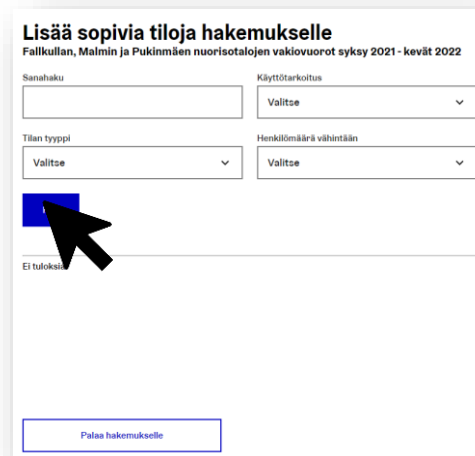 Lisää sopivia tiloja hakemukselle
Fallkullan, Malmin ja Pukinmäen nuorisotalojen vakiovuorot syksy 2021 - kevät 2022
Sanahaku
Käyttötarkoitus
Valitse
Tilan tyyppi
Henkilömäärä vähintään
Valitse
Valitse
Ei tuloksia
Palaa hakemukselle